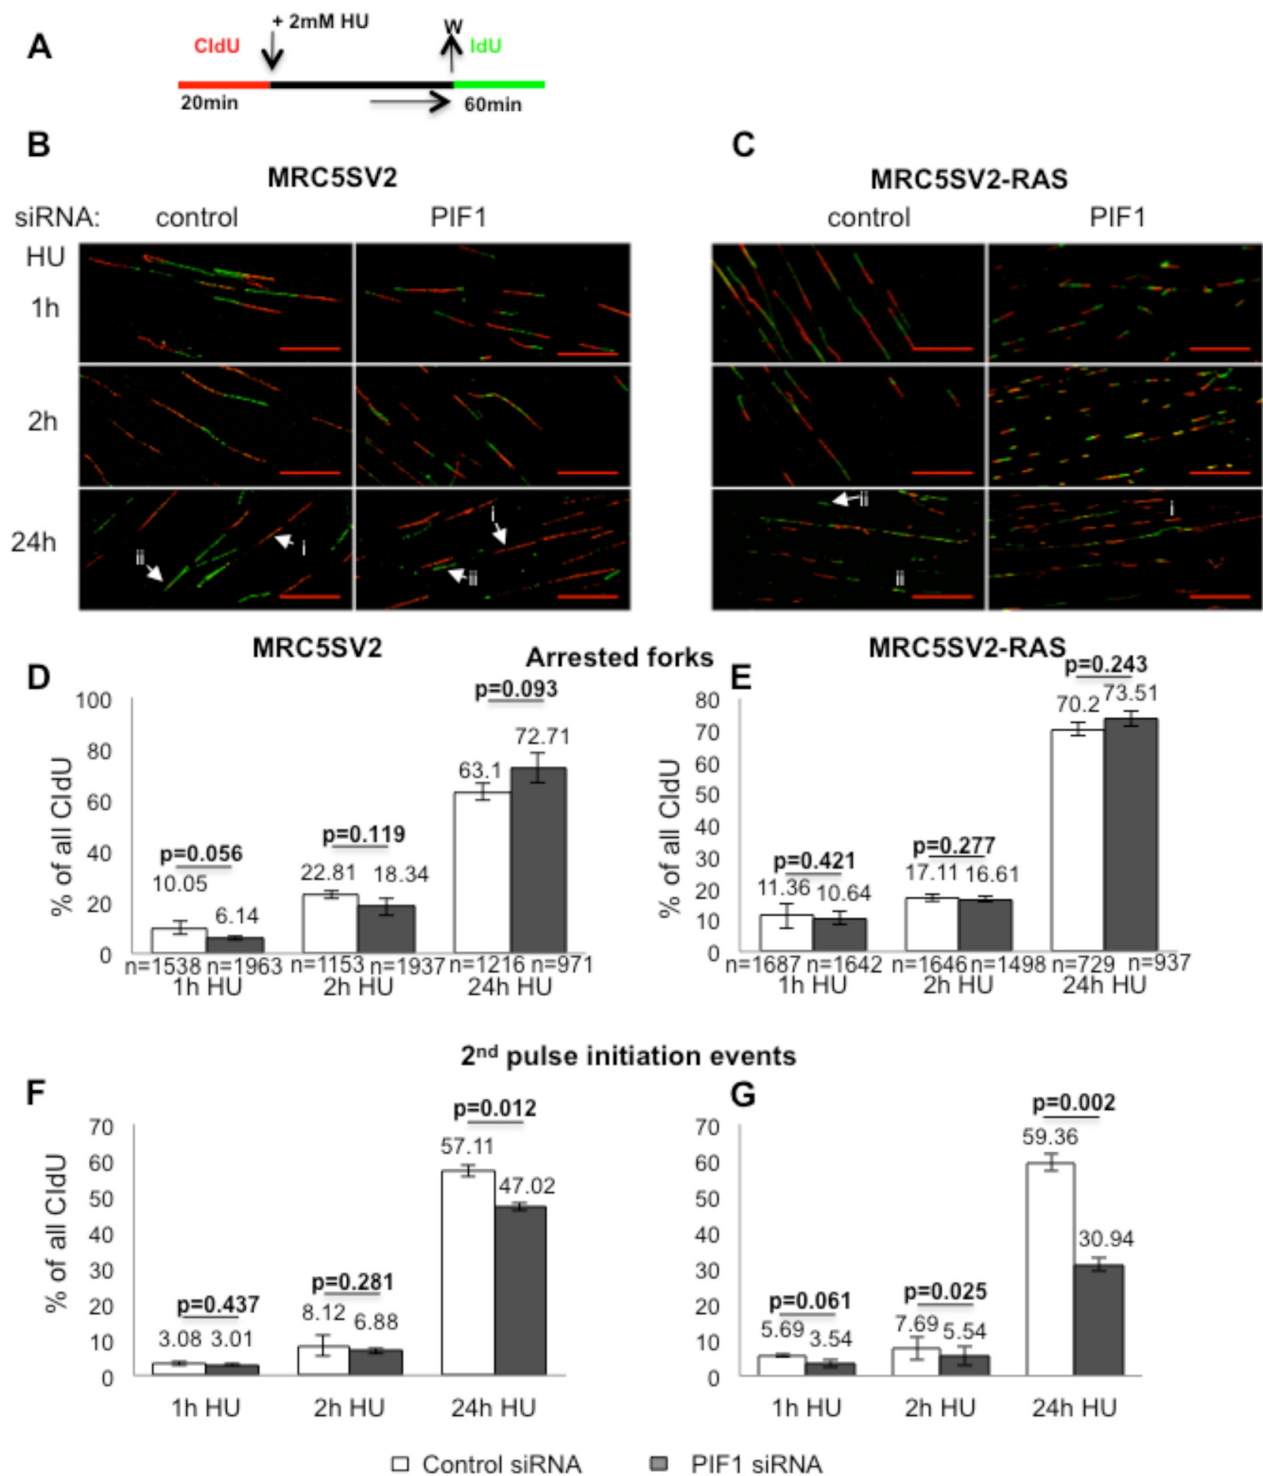 A
+ 2mM HU
W
CldU
IdU
20min
60min
B
C
MRC5SV2
MRC5SV2-RAS
siRNA:
control
PIF1
control
PIF1
HU
1h
2h
24h
i
ii
i
ii
ii
ii
i
MRC5SV2
Arrested forks
MRC5SV2-RAS
D
% of all CldU
100
80
60
40
20
0
p=0.056
10.05
6.14
p=0.119
22.81
18.34
p=0.093
63.1
72.71
n=1538 n=1963 n=1153 n=1937 n=1216 n=971
1h HU
2h HU
24h HU
E
% of all CldU
80
70
60
50
40
30
20
10
0
p=0.421
11.36
10.64
p=0.277
17.11
16.61
p=0.243
70.2
73.51
n=1687 n=1642 n=1646 n=1498 n=729 n=937
1h HU
2h HU
24h HU
2nd pulse initiation events
F
% of all CldU
70
60
50
40
30
20
10
0
p=0.437
3.08
3.01
p=0.281
8.12
6.88
p=0.012
57.11
47.02
1h HU
2h HU
24h HU
G
% of all CldU
70
60
50
40
30
20
10
0
p=0.061
5.69
3.54
p=0.025
7.69
5.54
p=0.002
59.36
30.94
1h HU
2h HU
24h HU
Control siRNA
PIF1 siRNA